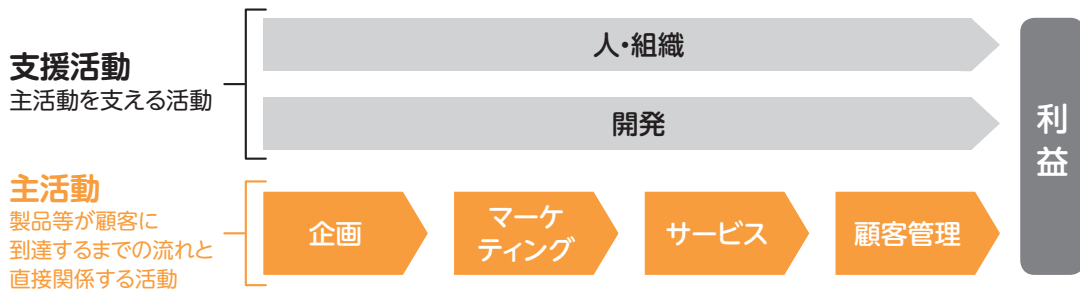 支援活動
主活動を支える活動
人・組織
開発
主活動
製品等が顧客に
到達するまでの流れと
直接関係する活動
企画
マーケ
ティング
サービス
顧客管理
利
益